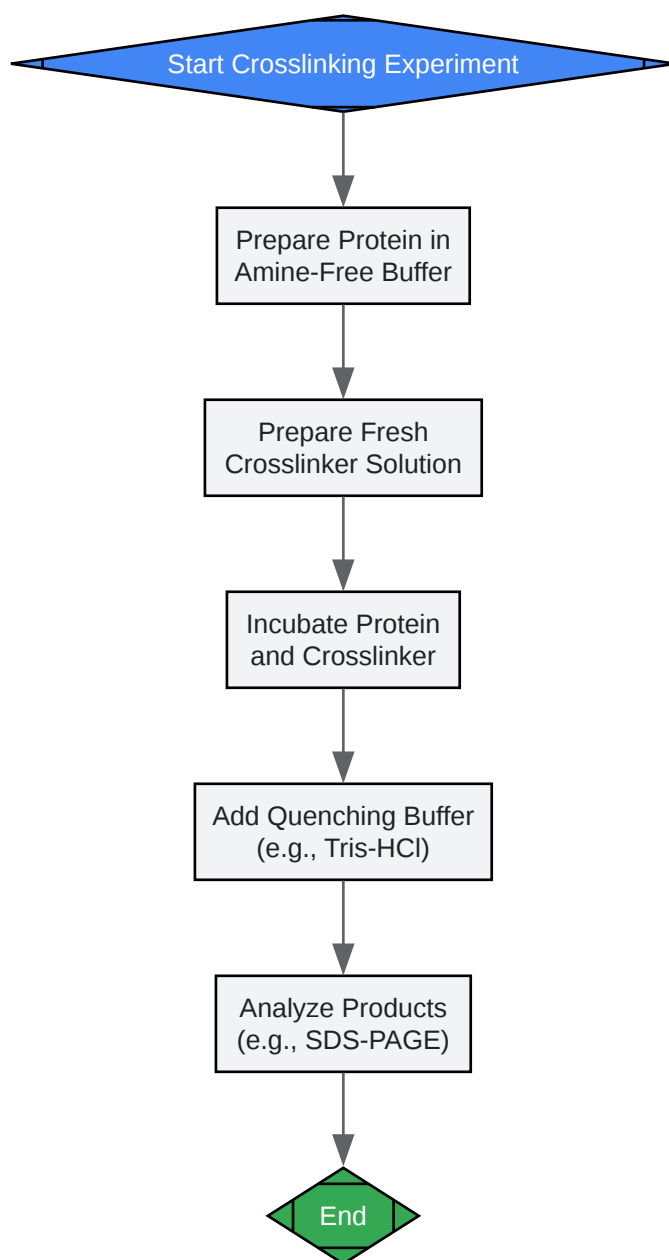 Start Crosslinking Experiment
Prepare Protein in
Amine-Free Buffer
Prepare Fresh
Crosslinker Solution
Incubate Protein
and Crosslinker
Add Quenching Buffer
(e.g., Tris-HCl)
Analyze Products
(e.g., SDS-PAGE)
End